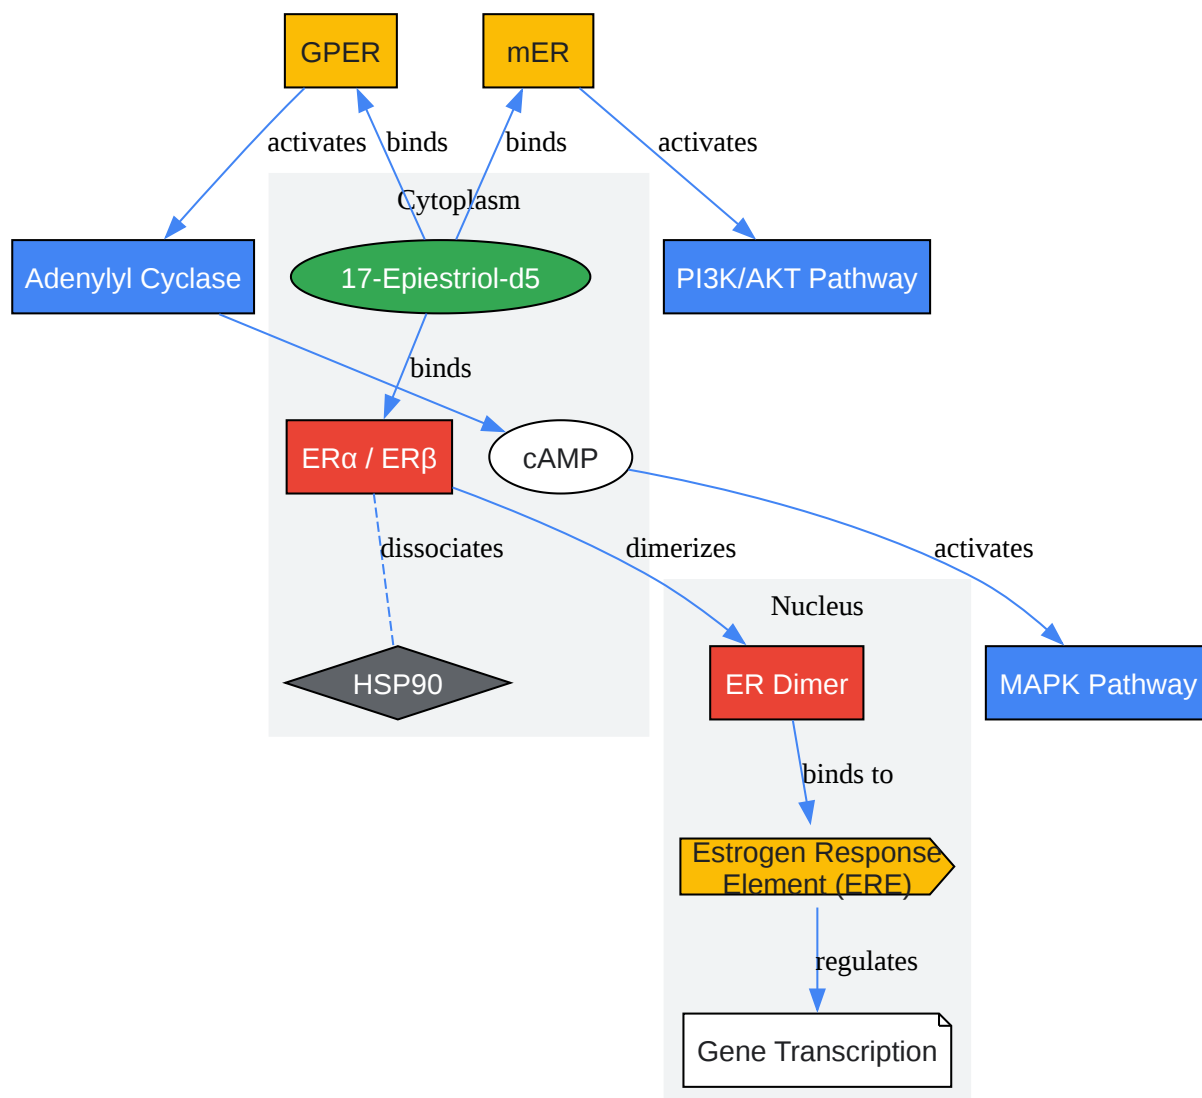 GPER
mER
activates
binds
binds
activates
Cytoplasm
Adenylyl Cyclase
17-Epiestriol-d5
PI3K/AKT Pathway
binds
ERα / ERβ
cAMP
dissociates
dimerizes
activates
Nucleus
HSP90
ER Dimer
MAPK Pathway
binds to
Estrogen Response
Element (ERE)
regulates
Gene Transcription